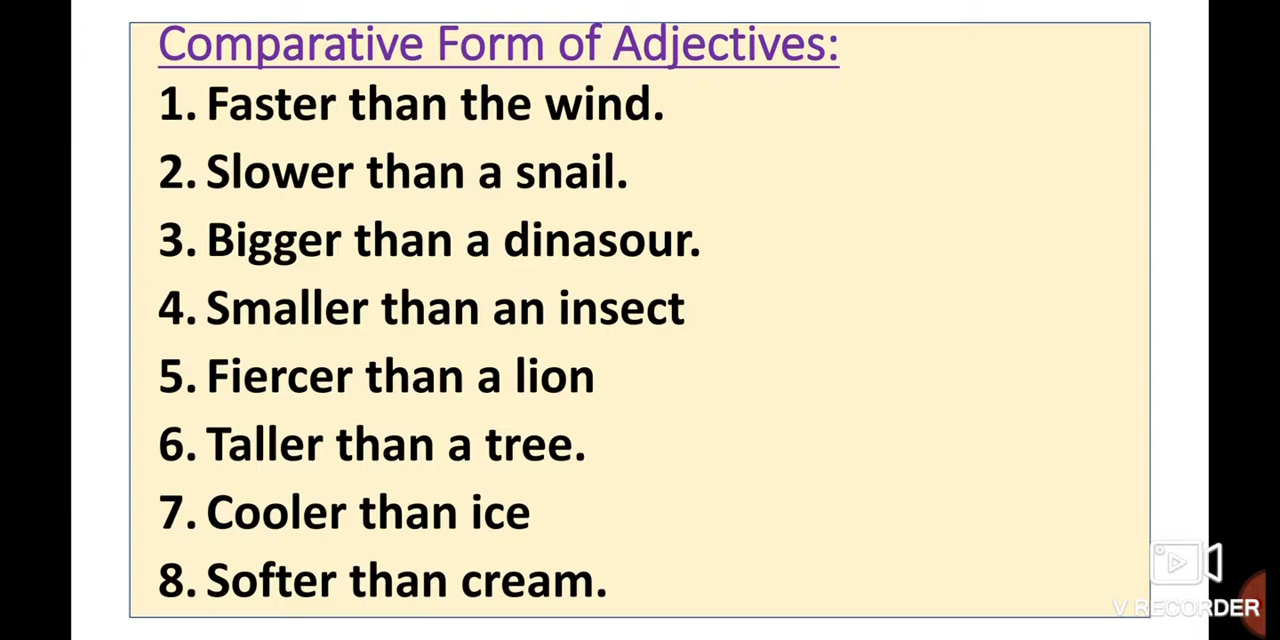 Comparative Form of Adjectives:
1. Faster than the wind.
2. Slower than a snail.
3. Bigger than a dinasour.
4. Smaller than an insect
5. Fiercer than a lion
6. Taller than a tree.
7. Cooler than ice
8. Softer than cream.
V RECORDER